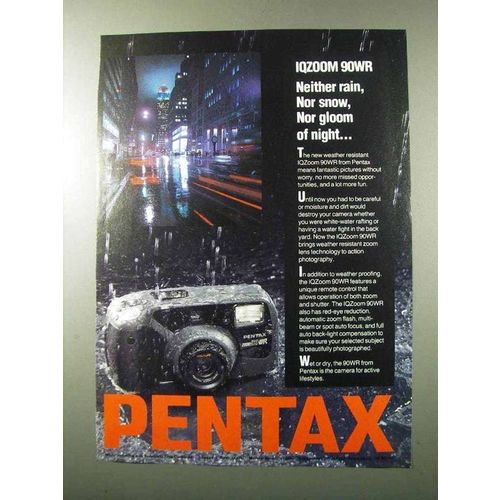 IQZOOM 90WR
Neither rain,
Nor snow,
Nor gloom
of night...
The new weather resistant
IQZoom 90WR from Pentax
means fantastic pictures without
worry, no more missed oppor-
tunities, and a lot more fun.
Until now you had to be careful
or moisture and dirt would
destroy your camera whether
you were white-water rafting or
having a water fight in the back
yard. Now the IQZoom 90WR
brings weather resistant zoom
lens technology to action
photography.
In addition to weather proofing,
the IQZoom 90WR features a
unique remote control that
allows operation of both zoom
and shutter. The IQZoom 90WR
also has red-eye reduction,
automatic zoom flash, multi-
beam or spot auto focus, and full
auto back-light compensation to
make sure your selected subject
is beautifully photographed.
Wet or dry, the 90WR from
Pentax is the camera for active
lifestyles.
PENTAX
PENTAX